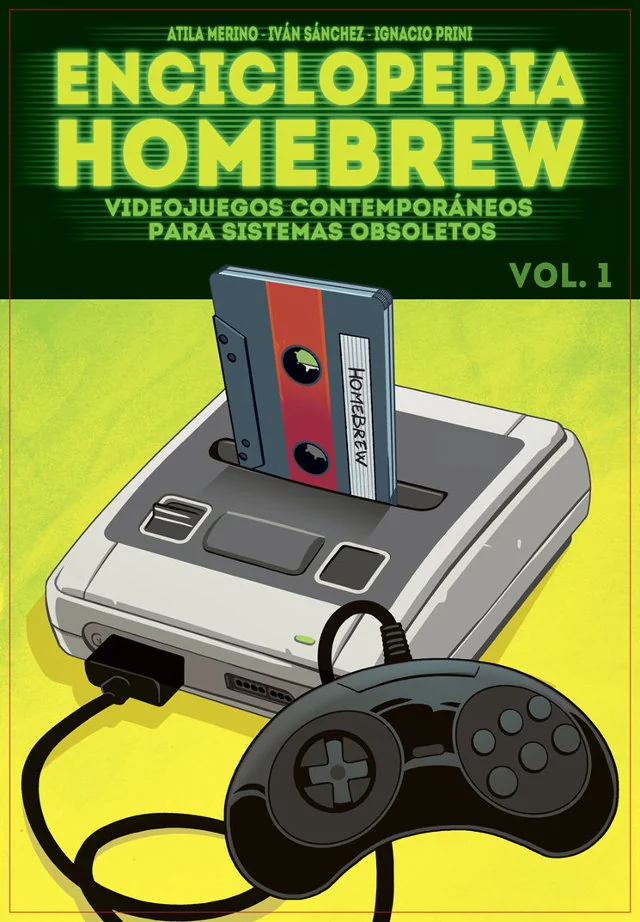 ATILA MERINO - IVÁN SÁNCHEZ - IGNACIO PRINI
ENCICLOPEDIA
HOMEBREW
VIDEOJUEGOS CONTEMPORÁNEOS
PARA SISTEMAS OBSOLETOS
VOL. 1
HOMEBREW